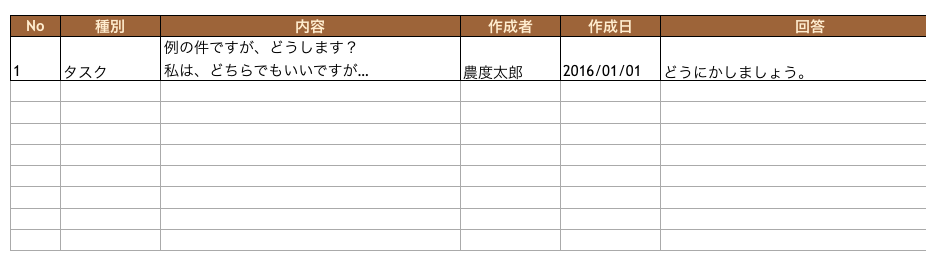 No 種別 内容 作成者 作成日 回答
1 タスク 例の件ですが、どうします？
私は、どちらでもいいですが... 農度太郎 2016/01/01 どうにかしましょう。